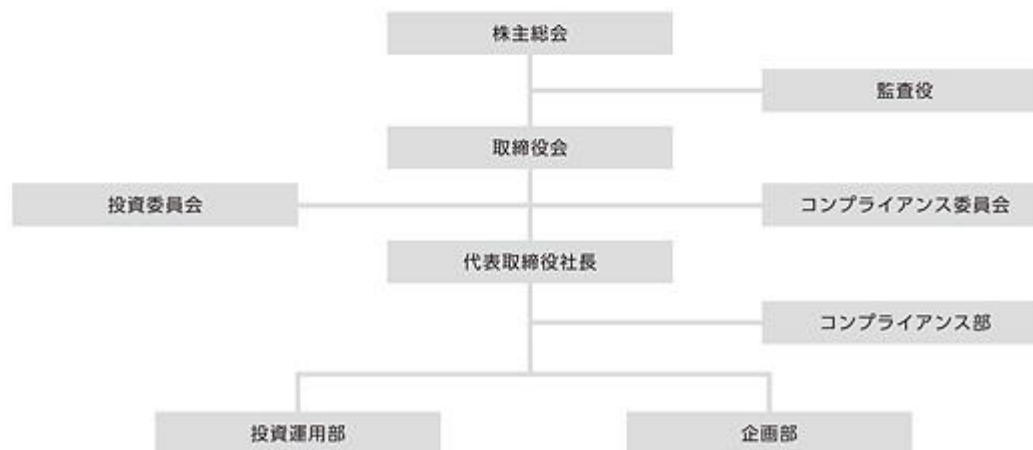 株主総会
監査役
取締役会
投資委員会
コンプライアンス委員会
代表取締役社長
コンプライアンス部
投資運用部
企画部